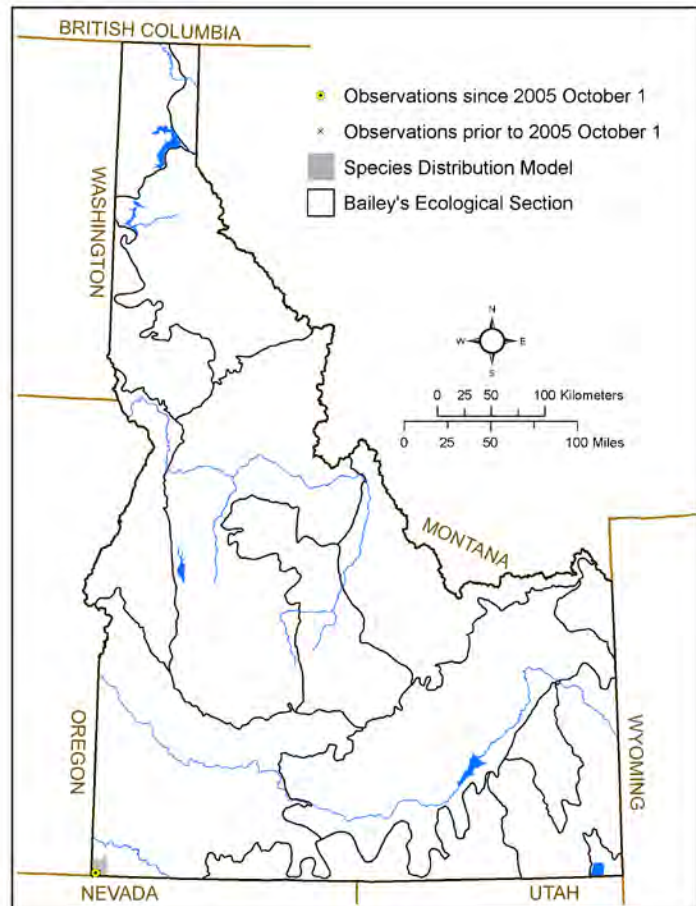 BRITISH COLUMBIA
Observations since 2005 October 1
Observations prior to 2005 October 1
Species Distribution Model
Bailey's Ecological Section
WASHINGTON
N
W E
S
0 25 50 100 Kilometers
0 25 50 100 Miles
MONTANA
OREGON
WYOMING
NEVADA
UTAH